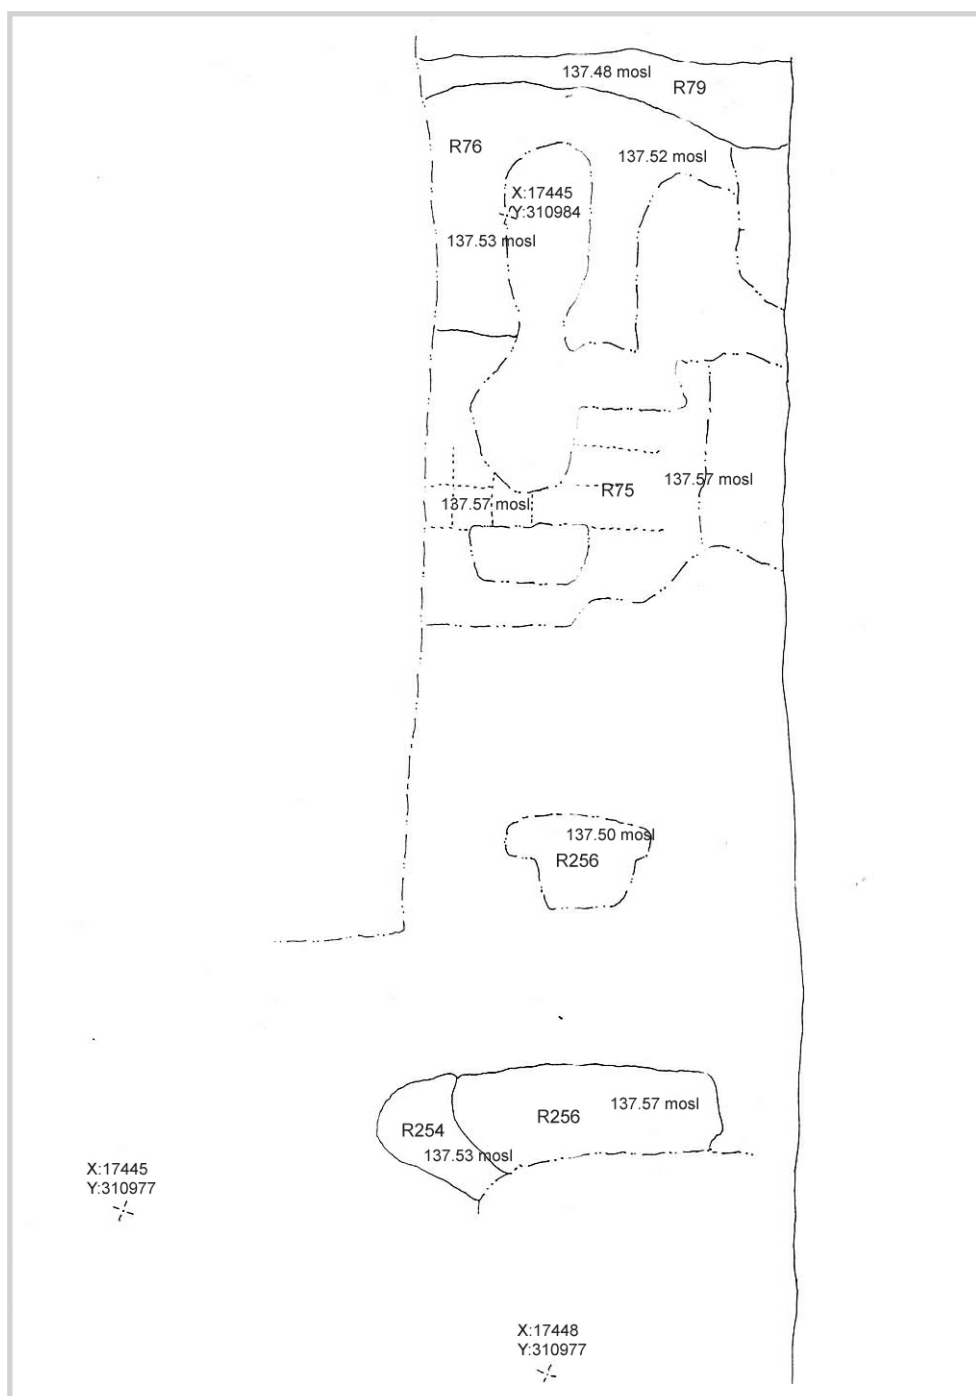 137.48 mosl
R79
R76
137.52 mosl
X:17445
Y:310984
137.53 mosl
137.57 mosl
R75
137.57 mosl
137.50 mosl
R256
137.57 mosl
R256
R254
137.53 mosl
X:17445
Y:310977
X:17448
Y:310977